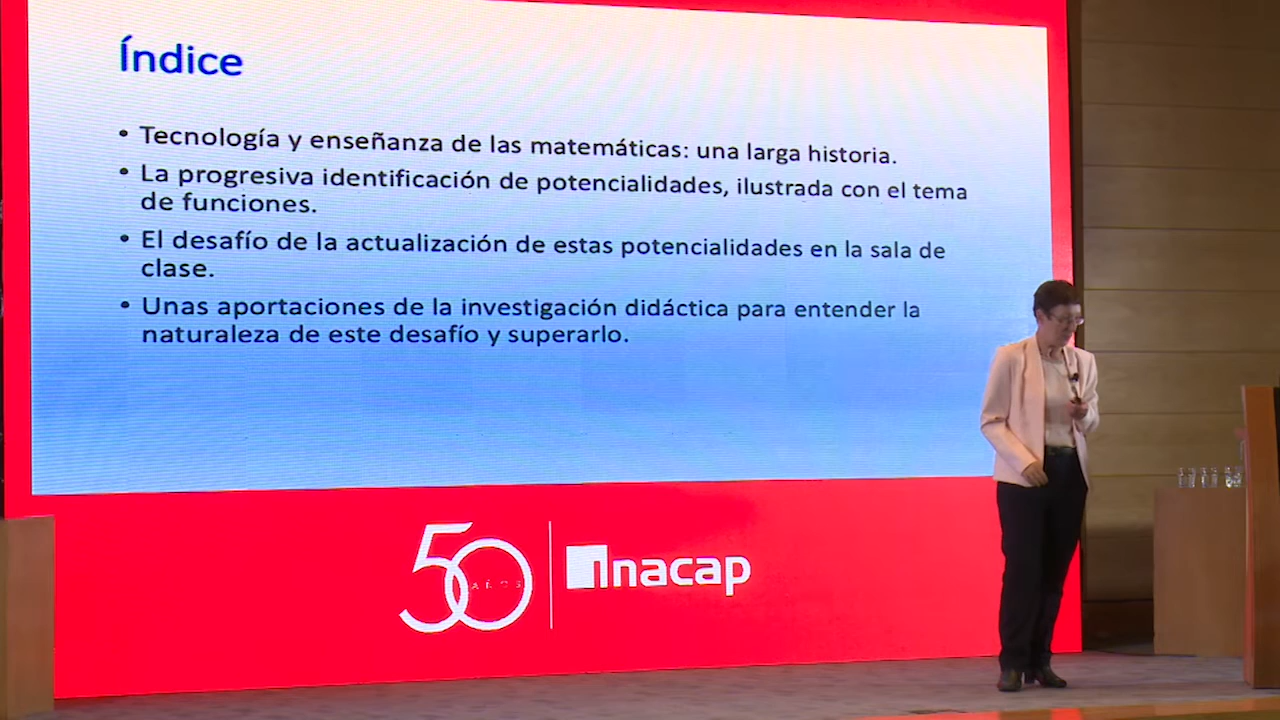 Índice
• Tecnología y enseñanza de las matemáticas: una larga historia.
• La progresiva identificación de potencialidades, ilustrada con el tema
de funciones.
• El desafío de la actualización de estas potencialidades en la sala de
clase.
• Unas aportaciones de la investigación didáctica para entender la
naturaleza de este desafío y superarlo.
50
AÑOS
inacap